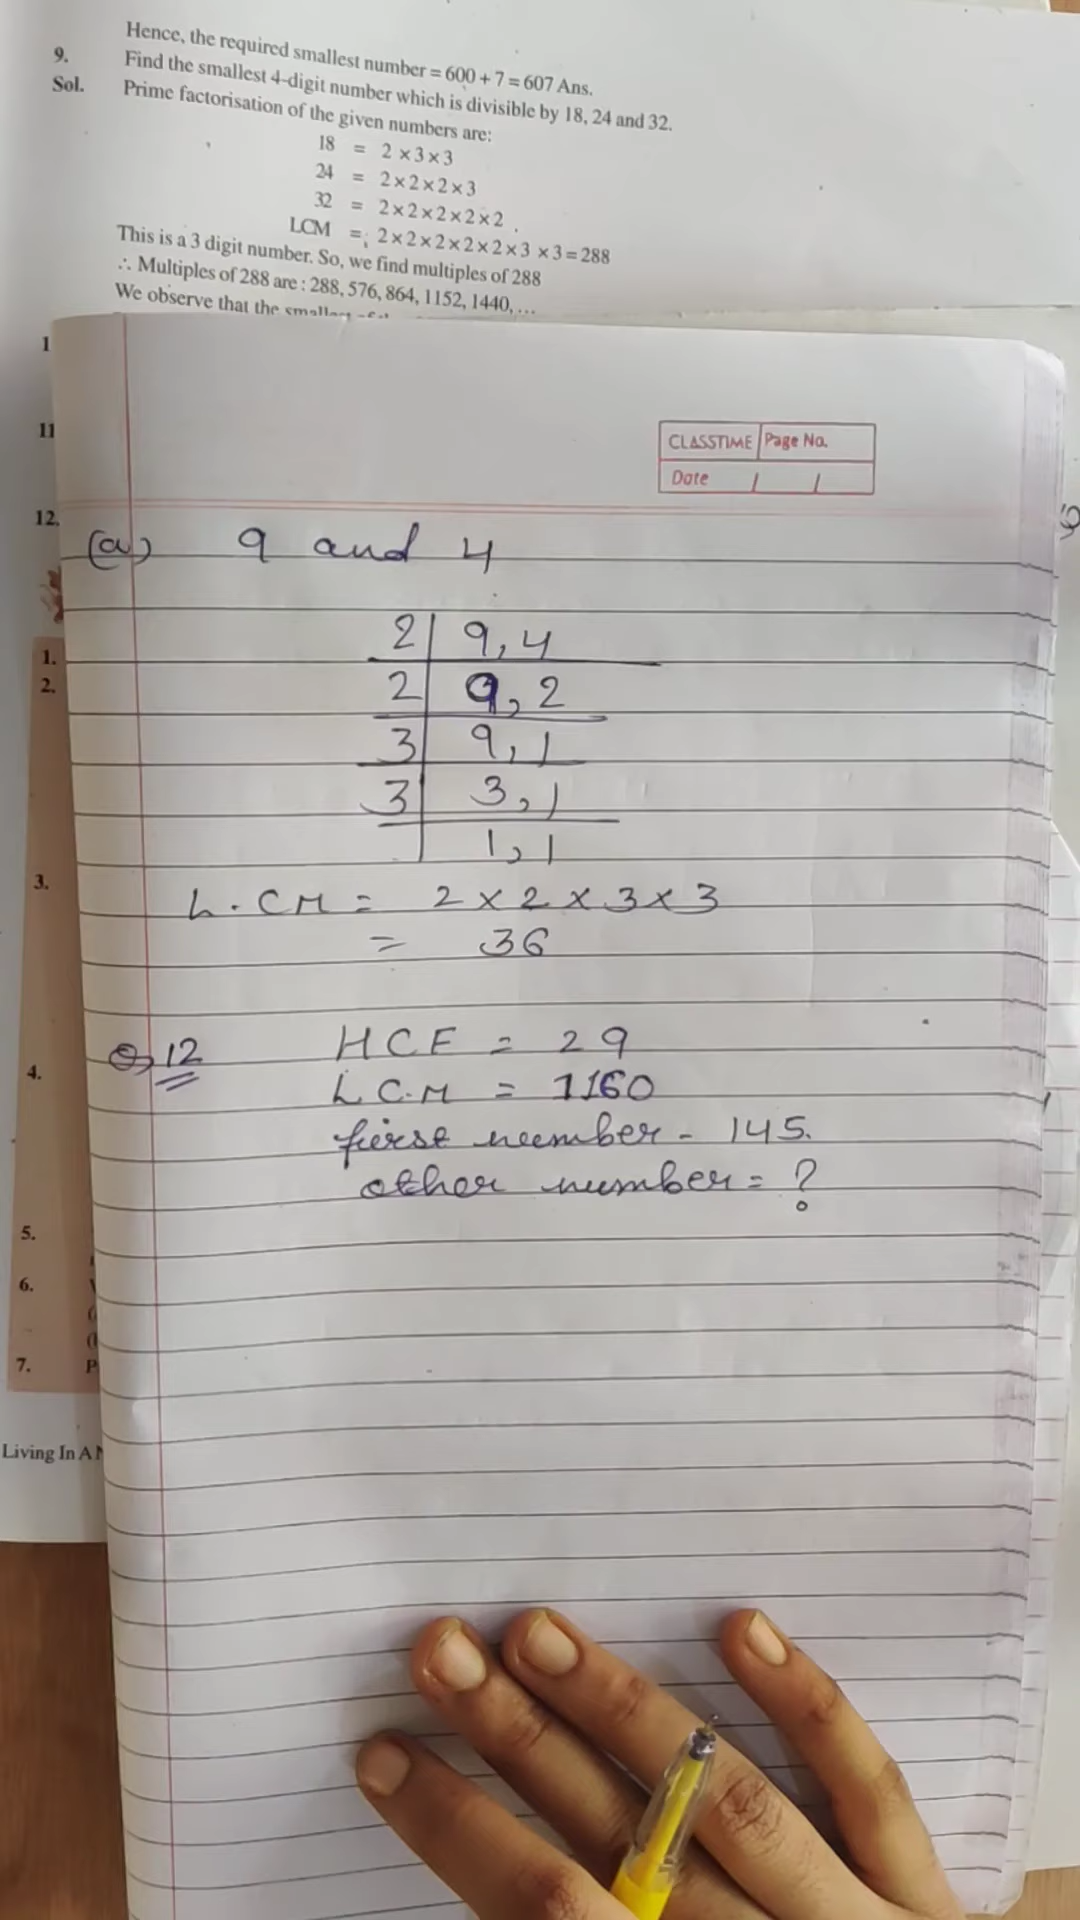 Hence, the required smallest number = 600 + 7 = 607 Ans.
9. Find the smallest 4-digit number which is divisible by 18, 24 and 32.
Sol. Prime factorisation of the given numbers are:
18 = 2 × 3 × 3
24 = 2 × 2 × 2 × 3
32 = 2 × 2 × 2 × 2 × 2
LCM = 2 × 2 × 2 × 2 × 2 × 3 × 3 = 288
This is a 3 digit number. So, we find multiples of 288
∴ Multiples of 288 are : 288, 576, 864, 1152, 1440, ...
We observe that the smallest
1
11
12.
CLASSTIME Page No.
Date / /
(a) 9 and 4
2 | 9, 4
2 | 9, 2
3 | 9, 1
3 | 3, 1
| 1, 1
L.CM = 2 × 2 × 3 × 3
= 36
Q, 12 HCF = 29
L C.M = 1160
first number - 145.
other number = ?
1.
2.
3.
4.
5.
6.
7. P
Living In A